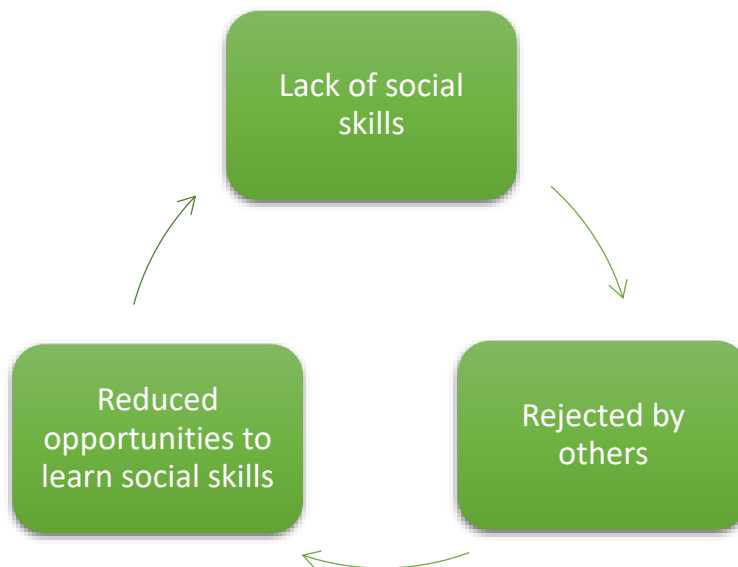 Lack of social
skills
Rejected by
others
Reduced
opportunities to
learn social skills